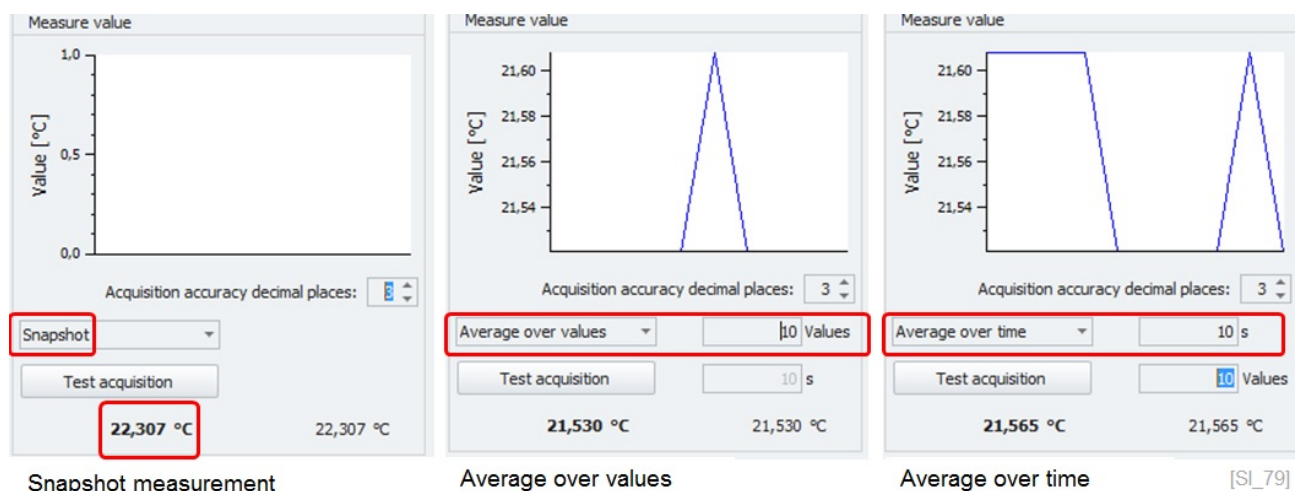 Measure value
1,0
0,5
0,0
Value [°C]
Acquisition accuracy decimal places: 3
Snapshot
Test acquisition
22,307 °C 22,307 °C
Snapshot measurement
Measure value
21,60
21,58
21,56
21,54
Value [°C]
Acquisition accuracy decimal places: 3
Average over values 10 Values
Test acquisition 10 s
21,530 °C 21,530 °C
Average over values
Measure value
21,60
21,58
21,56
21,54
Value [°C]
Acquisition accuracy decimal places: 3
Average over time 10 s
Test acquisition 10 Values
21,565 °C 21,565 °C
Average over time
[SI_79]